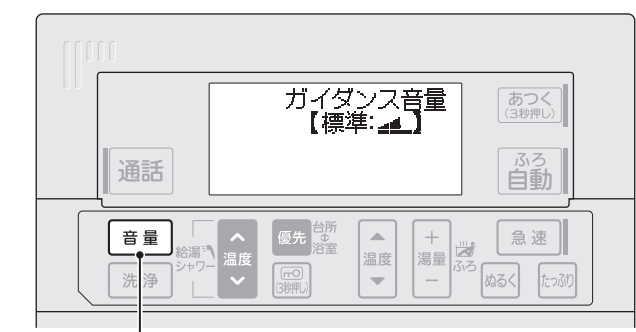 ガイダンス音量
【標準: 】
あつく
(3秒押し)
通話
ふろ
自動
音量
給湯
シャワー
温度
優先
台所
浴室
温度
湯量
ふろ
急速
洗浄
(3秒押し)
ぬるく
たっぷり